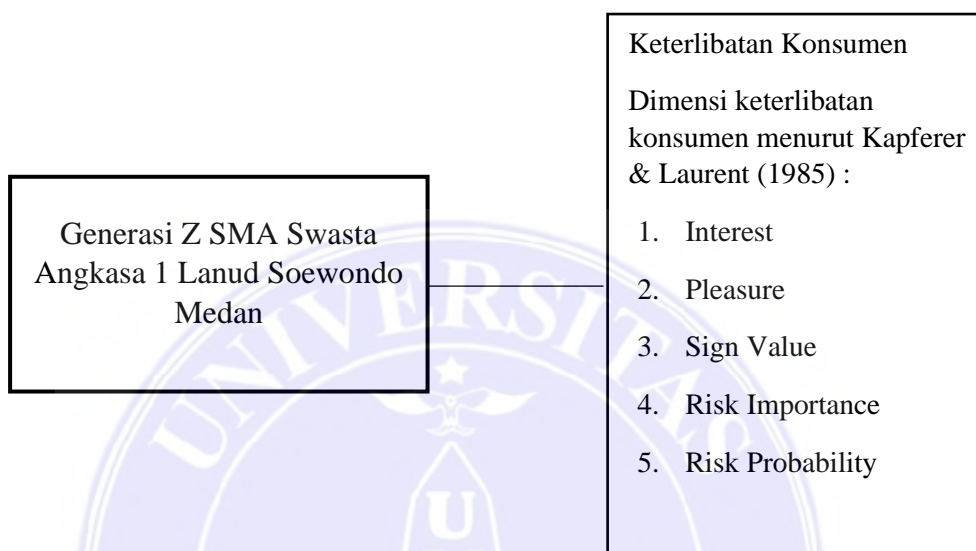 Keterlibatan Konsumen
Dimensi keterlibatan
konsumen menurut Kapferer
& Laurent (1985) :
1. Interest
2. Pleasure
3. Sign Value
4. Risk Importance
5. Risk Probability
Generasi Z SMA Swasta
Angkasa 1 Lanud Soewondo
Medan
UNIVERSITAS
U